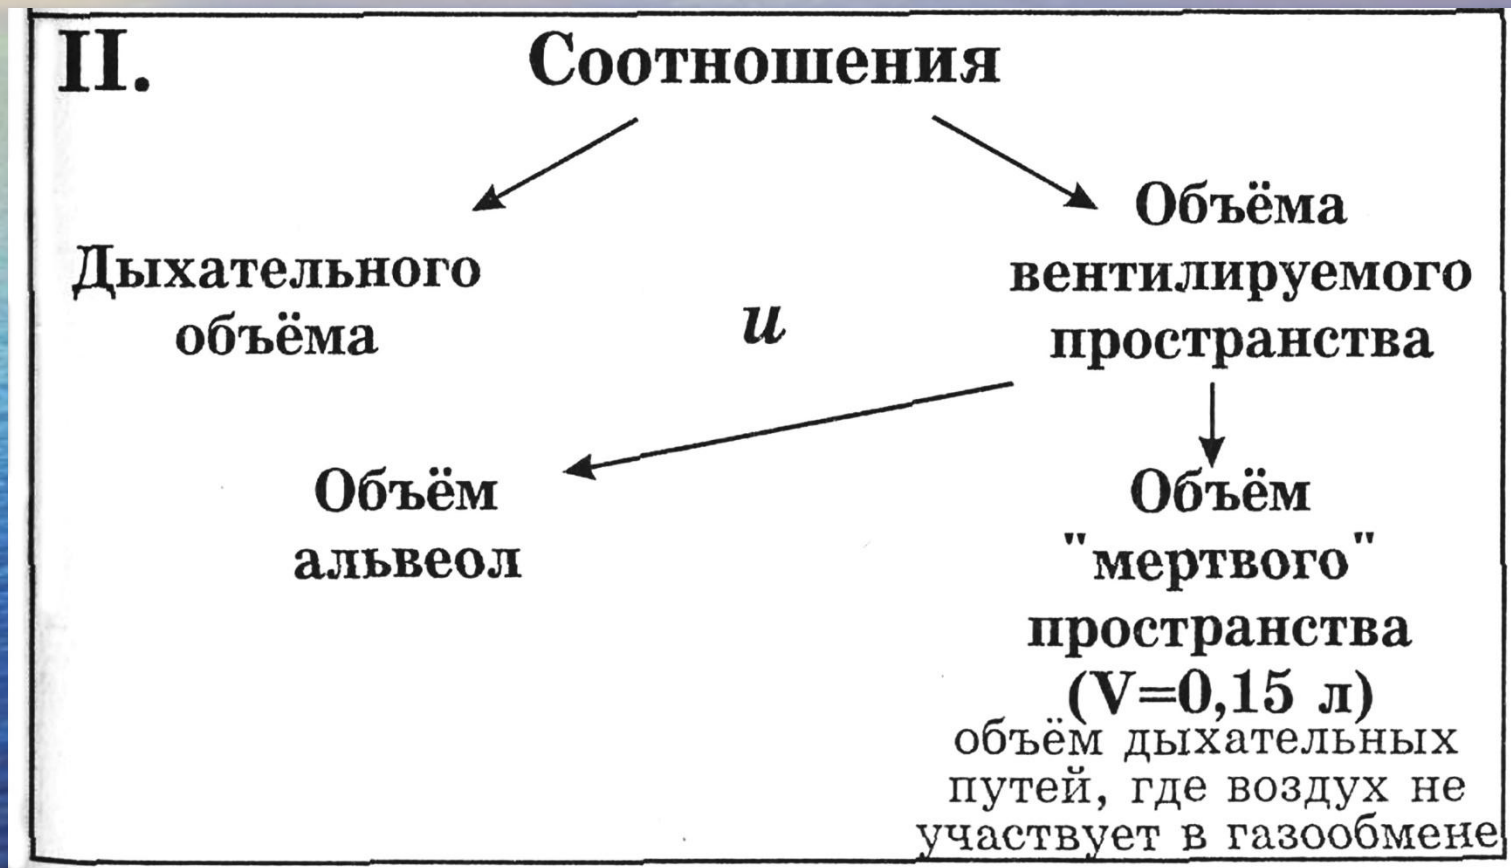 II.
Соотношения
Дыхательного
объёма
и
Объёма
вентилируемого
пространства
Объём
альвеол
Объём
"мертвого"
пространства
(V=0,15 л)
объём дыхательных
путей, где воздух не
участвует в газообмене